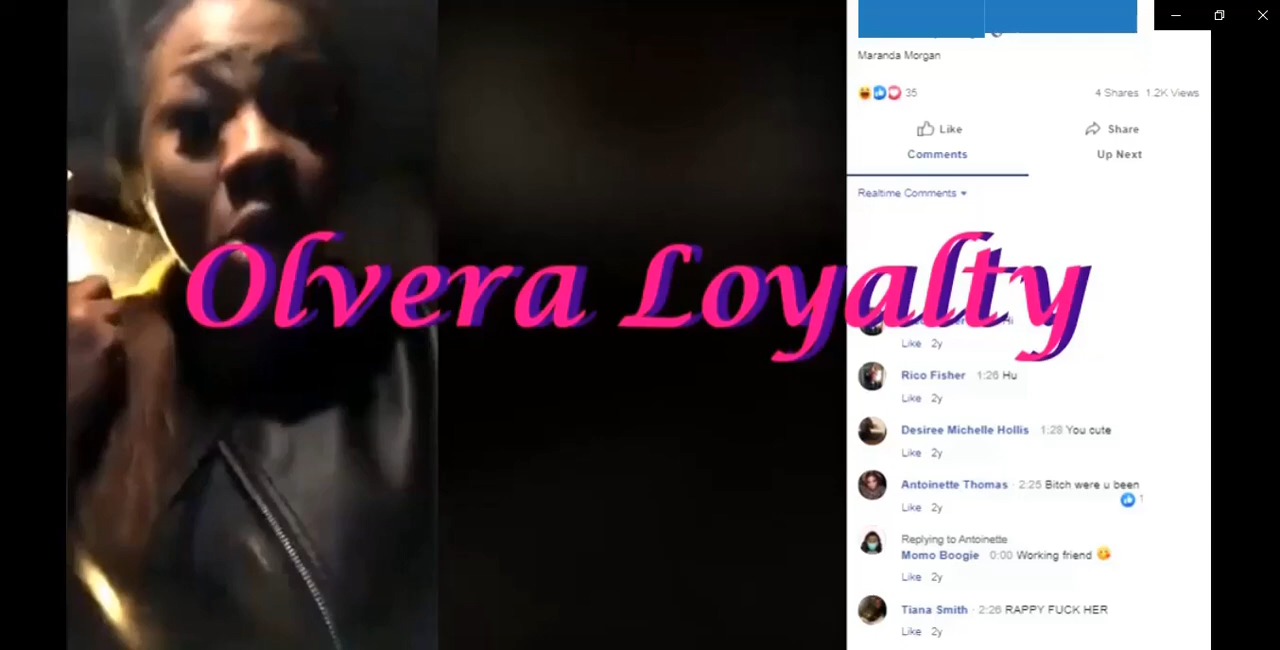 Maranda Morgan
35
4 Shares 1.2K Views
Like
Share
Comments
Up Next
Realtime Comments
Olvera Loyalty
Hi
Like 2y
Rico Fisher 1:26 Hu
Like 2y
Desiree Michelle Hollis 1:28 You cute
Like 2y
Antoinette Thomas · 2:25 Bitch were u been
1
Like 2y
Replying to Antoinette
Momo Boogie 0:00 Working friend
Like 2y
Tiana Smith · 2:26 RAPPY FUCK HER
Like 2y